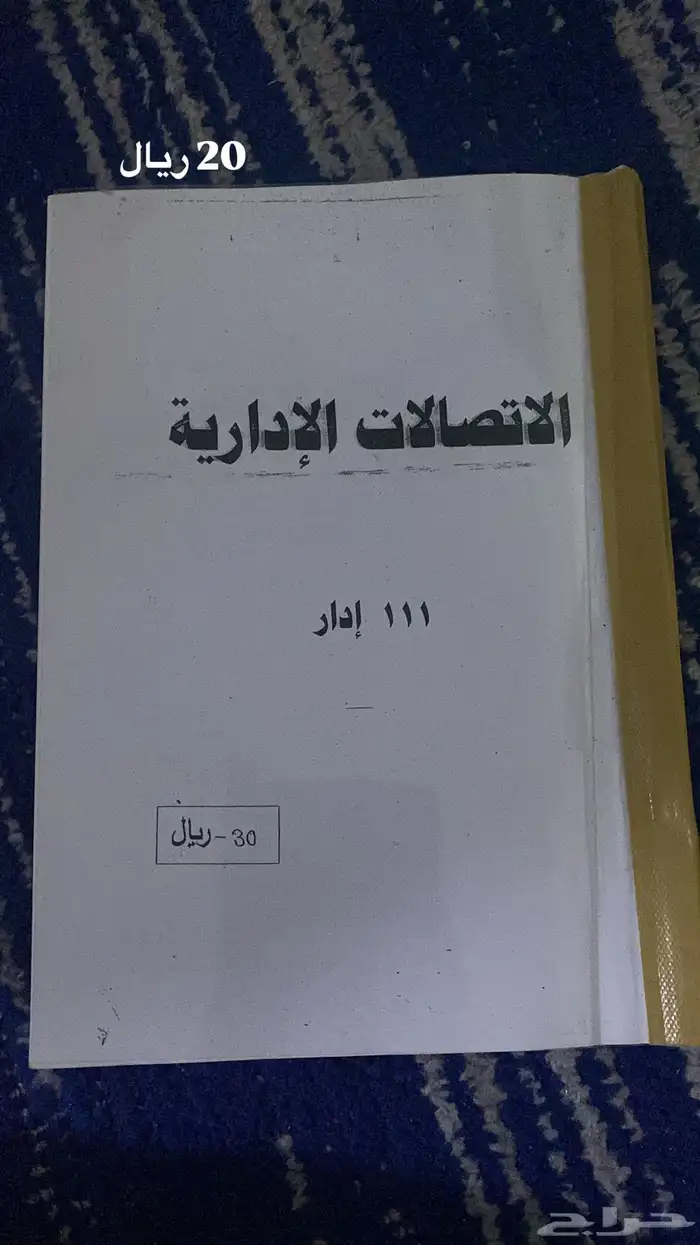 20 ريال
الاتصالات الإدارية
١١١ إدار
30-ريال
حراج